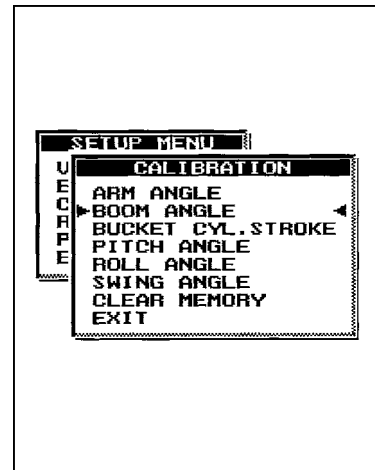 SETUP MENU
CALIBRATION
ARM ANGLE
BOOM ANGLE
BUCKET CYL.STROKE
PITCH ANGLE
ROLL ANGLE
SWING ANGLE
CLEAR MEMORY
EXIT